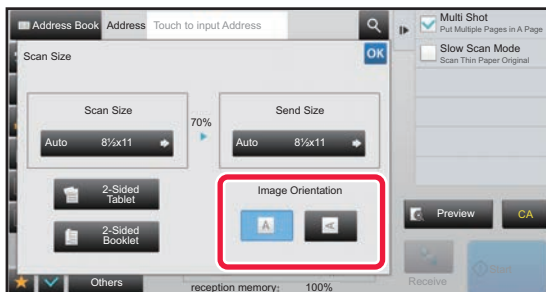 Address Book Address Touch to input Address
Multi Shot
Put Multiple Pages in A Page
Slow Scan Mode
Scan Thin Paper Original
Scan Size
OK
Scan Size
70%
Send Size
Auto 8½x11
Auto 8½x11
2-Sided
Tablet
2-Sided
Booklet
Image Orientation
A
A
Preview
CA
Others
reception memory: 100%
Receive
Start